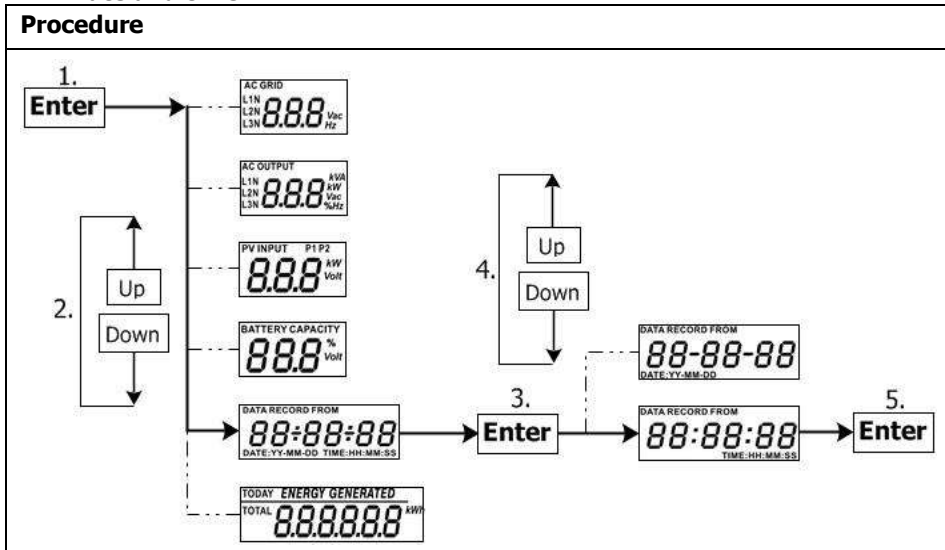 Procedure
1.
Enter
AC GRID
L1N
L2N
L3N
8.8.8
Vac
Hz
AC OUTPUT
L1N
L2N
L3N
8.8.8
kVA
kW
Vac
%Hz
2.
Up
Down
PV INPUT P1P2
8.8.8
kW
Volt
BATTERY CAPACITY
88.8
%
Volt
DATA RECORD FROM
88÷88÷88
DATE:YY-MM-DD TIME:HH:MM:SS
TODAY ENERGY GENERATED
TOTAL 8.8.8.8.8.8 kWh
3.
Enter
4.
Up
Down
DATA RECORD FROM
88-88-88
DATE:YY-MM-DD
DATA RECORD FROM
88:88:88
TIME:HH:MM:SS
5.
Enter